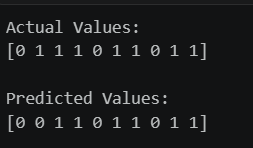 Actual Values:
[0 1 1 1 0 1 1 0 1 1]
Predicted Values:
[0 0 1 1 0 1 1 0 1 1]